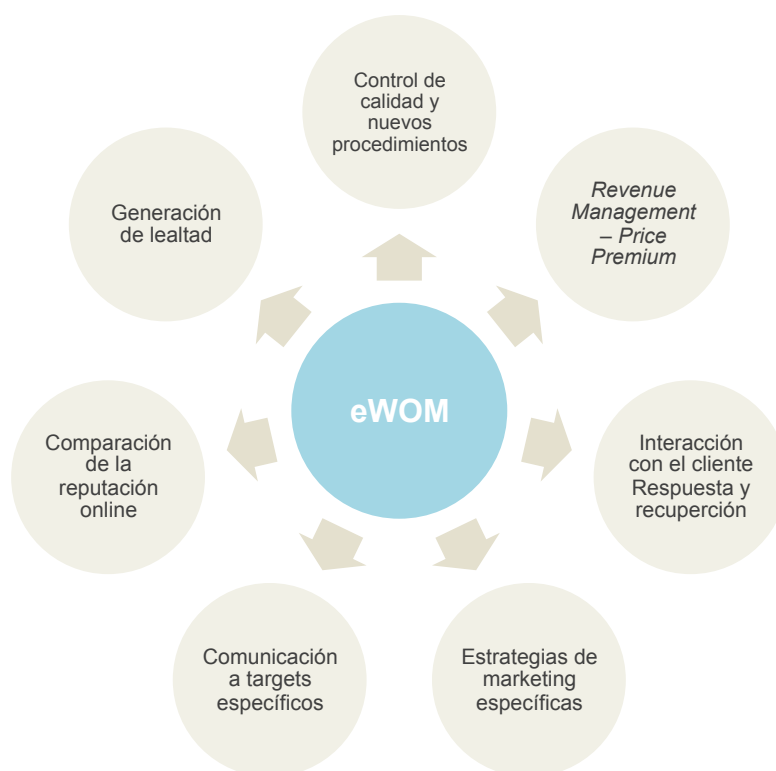 Control de
calidad y
nuevos
procedimientos
Revenue
Management
– Price
Premium
Interacción
con el cliente
Respuesta y
recuperción
Estrategias de
marketing
específicas
Comunicación
a targets
específicos
Comparación
de la
reputación
online
Generación
de lealtad
eWOM